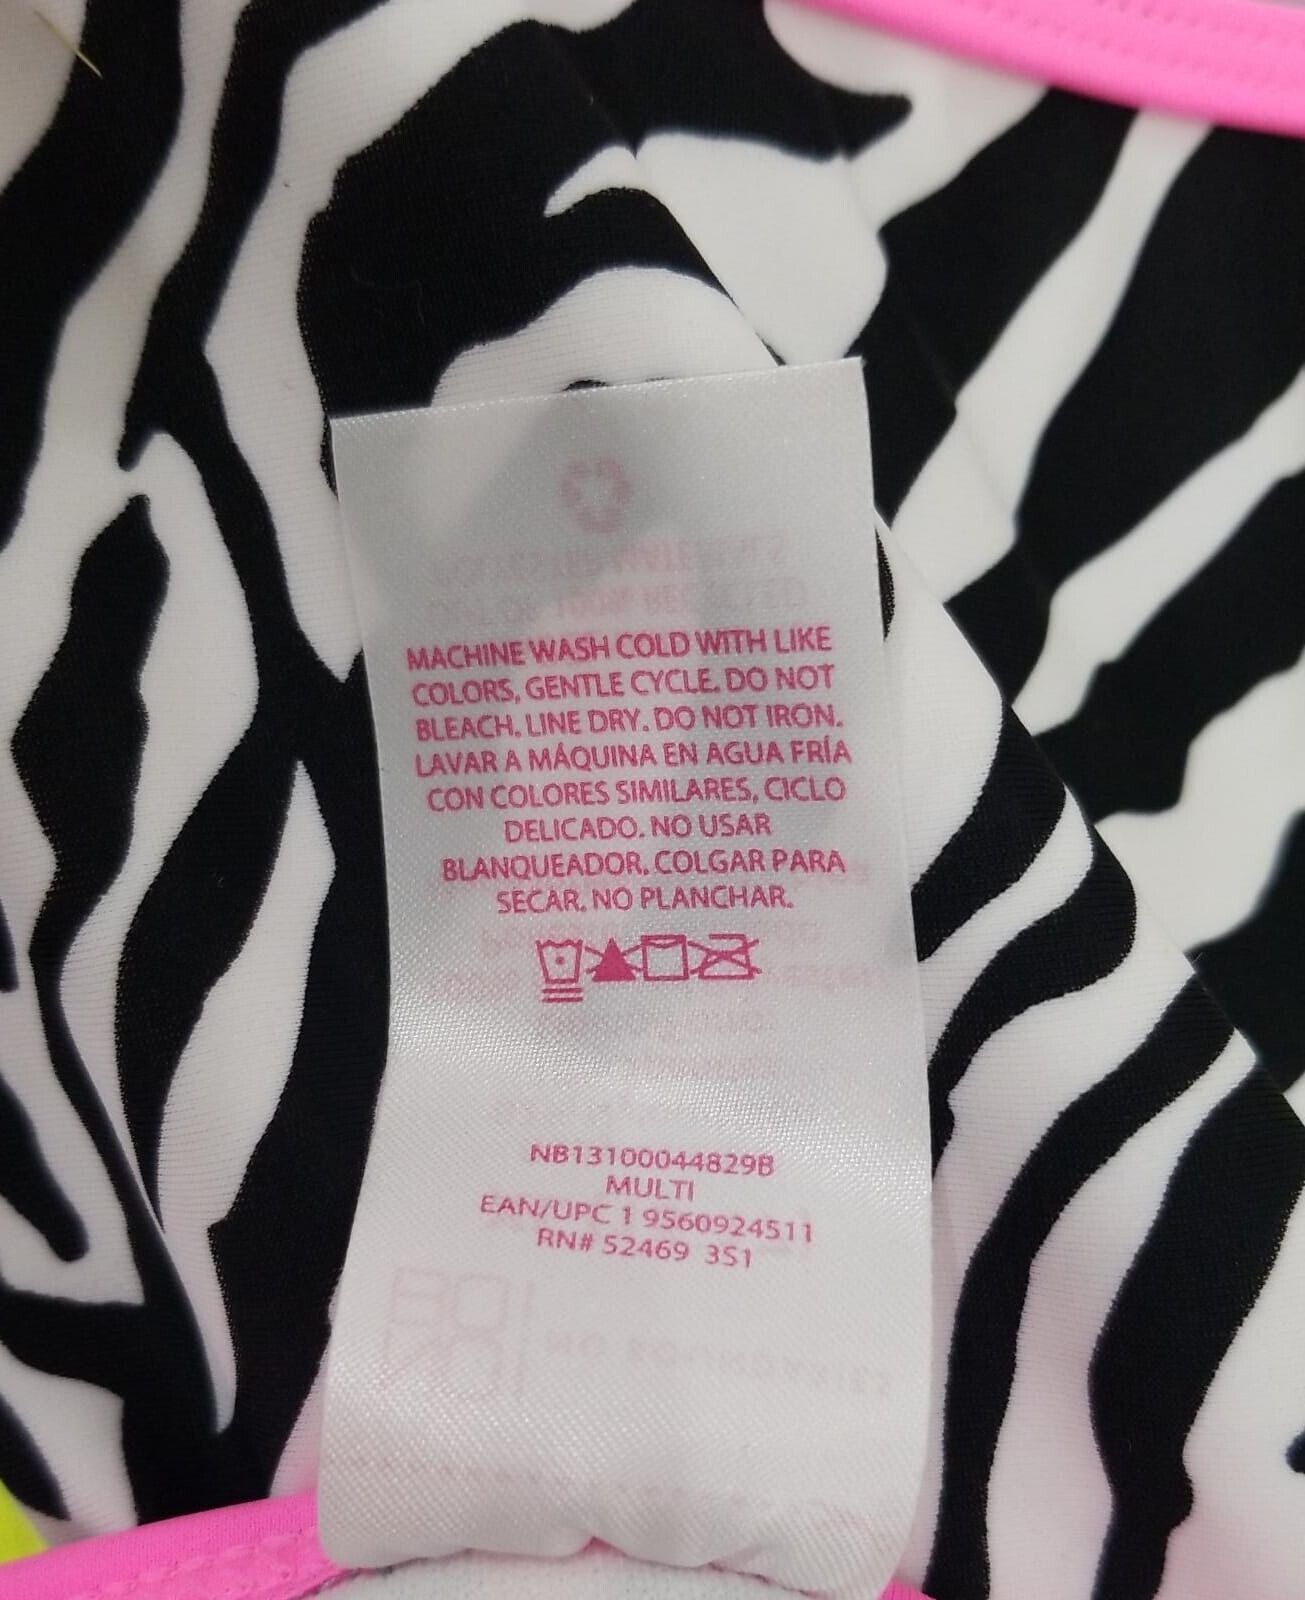 MACHINE WASH COLD WITH LIKE
COLORS, GENTLE CYCLE. DO NOT
BLEACH. LINE DRY. DO NOT IRON.
LAVAR A MÁQUINA EN AGUA FRÍA
CON COLORES SIMILARES, CICLO
DELICADO. NO USAR
BLANQUEADOR. COLGAR PARA
SECAR. NO PLANCHAR.
NB13100044829B
MULTI
EAN/UPC 1 9560924511
RN# 52469 3S1